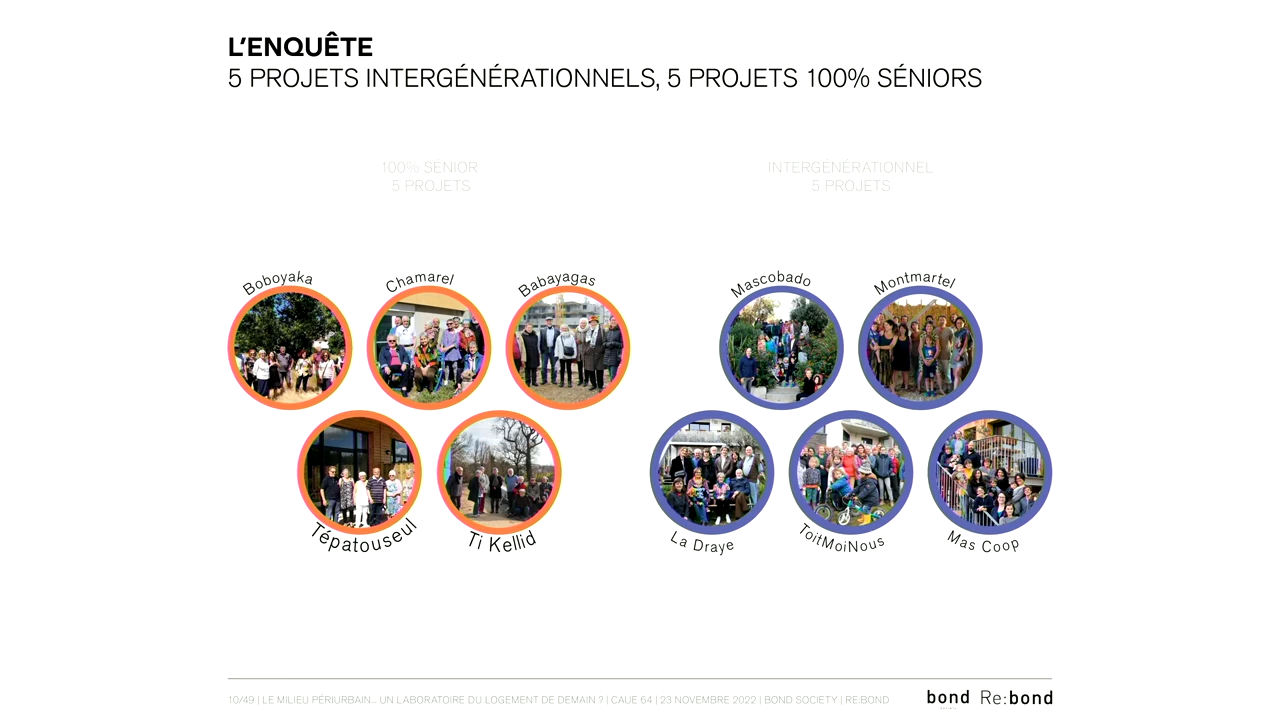 L'ENQUÊTE
5 PROJETS INTERGÉNÉRATIONNELS, 5 PROJETS 100% SÉNIORS
100% SÉNIOR
5 PROJETS
INTERGÉNÉRATIONNEL
5 PROJETS
Boboyaka
Chamarel
Babayagas
Mascobado
Montmartel
Tépatouseul
Ti Kellid
La Draye
ToitMoiNous
Mas Coop
10/49 | LE MILIEU PÉRIURBAIN... UN LABORATOIRE DU LOGEMENT DE DEMAIN ? | CAUE 64 | 23 NOVEMBRE 2022 | BOND SOCIETY | RE:BOND
bond
Re:bond